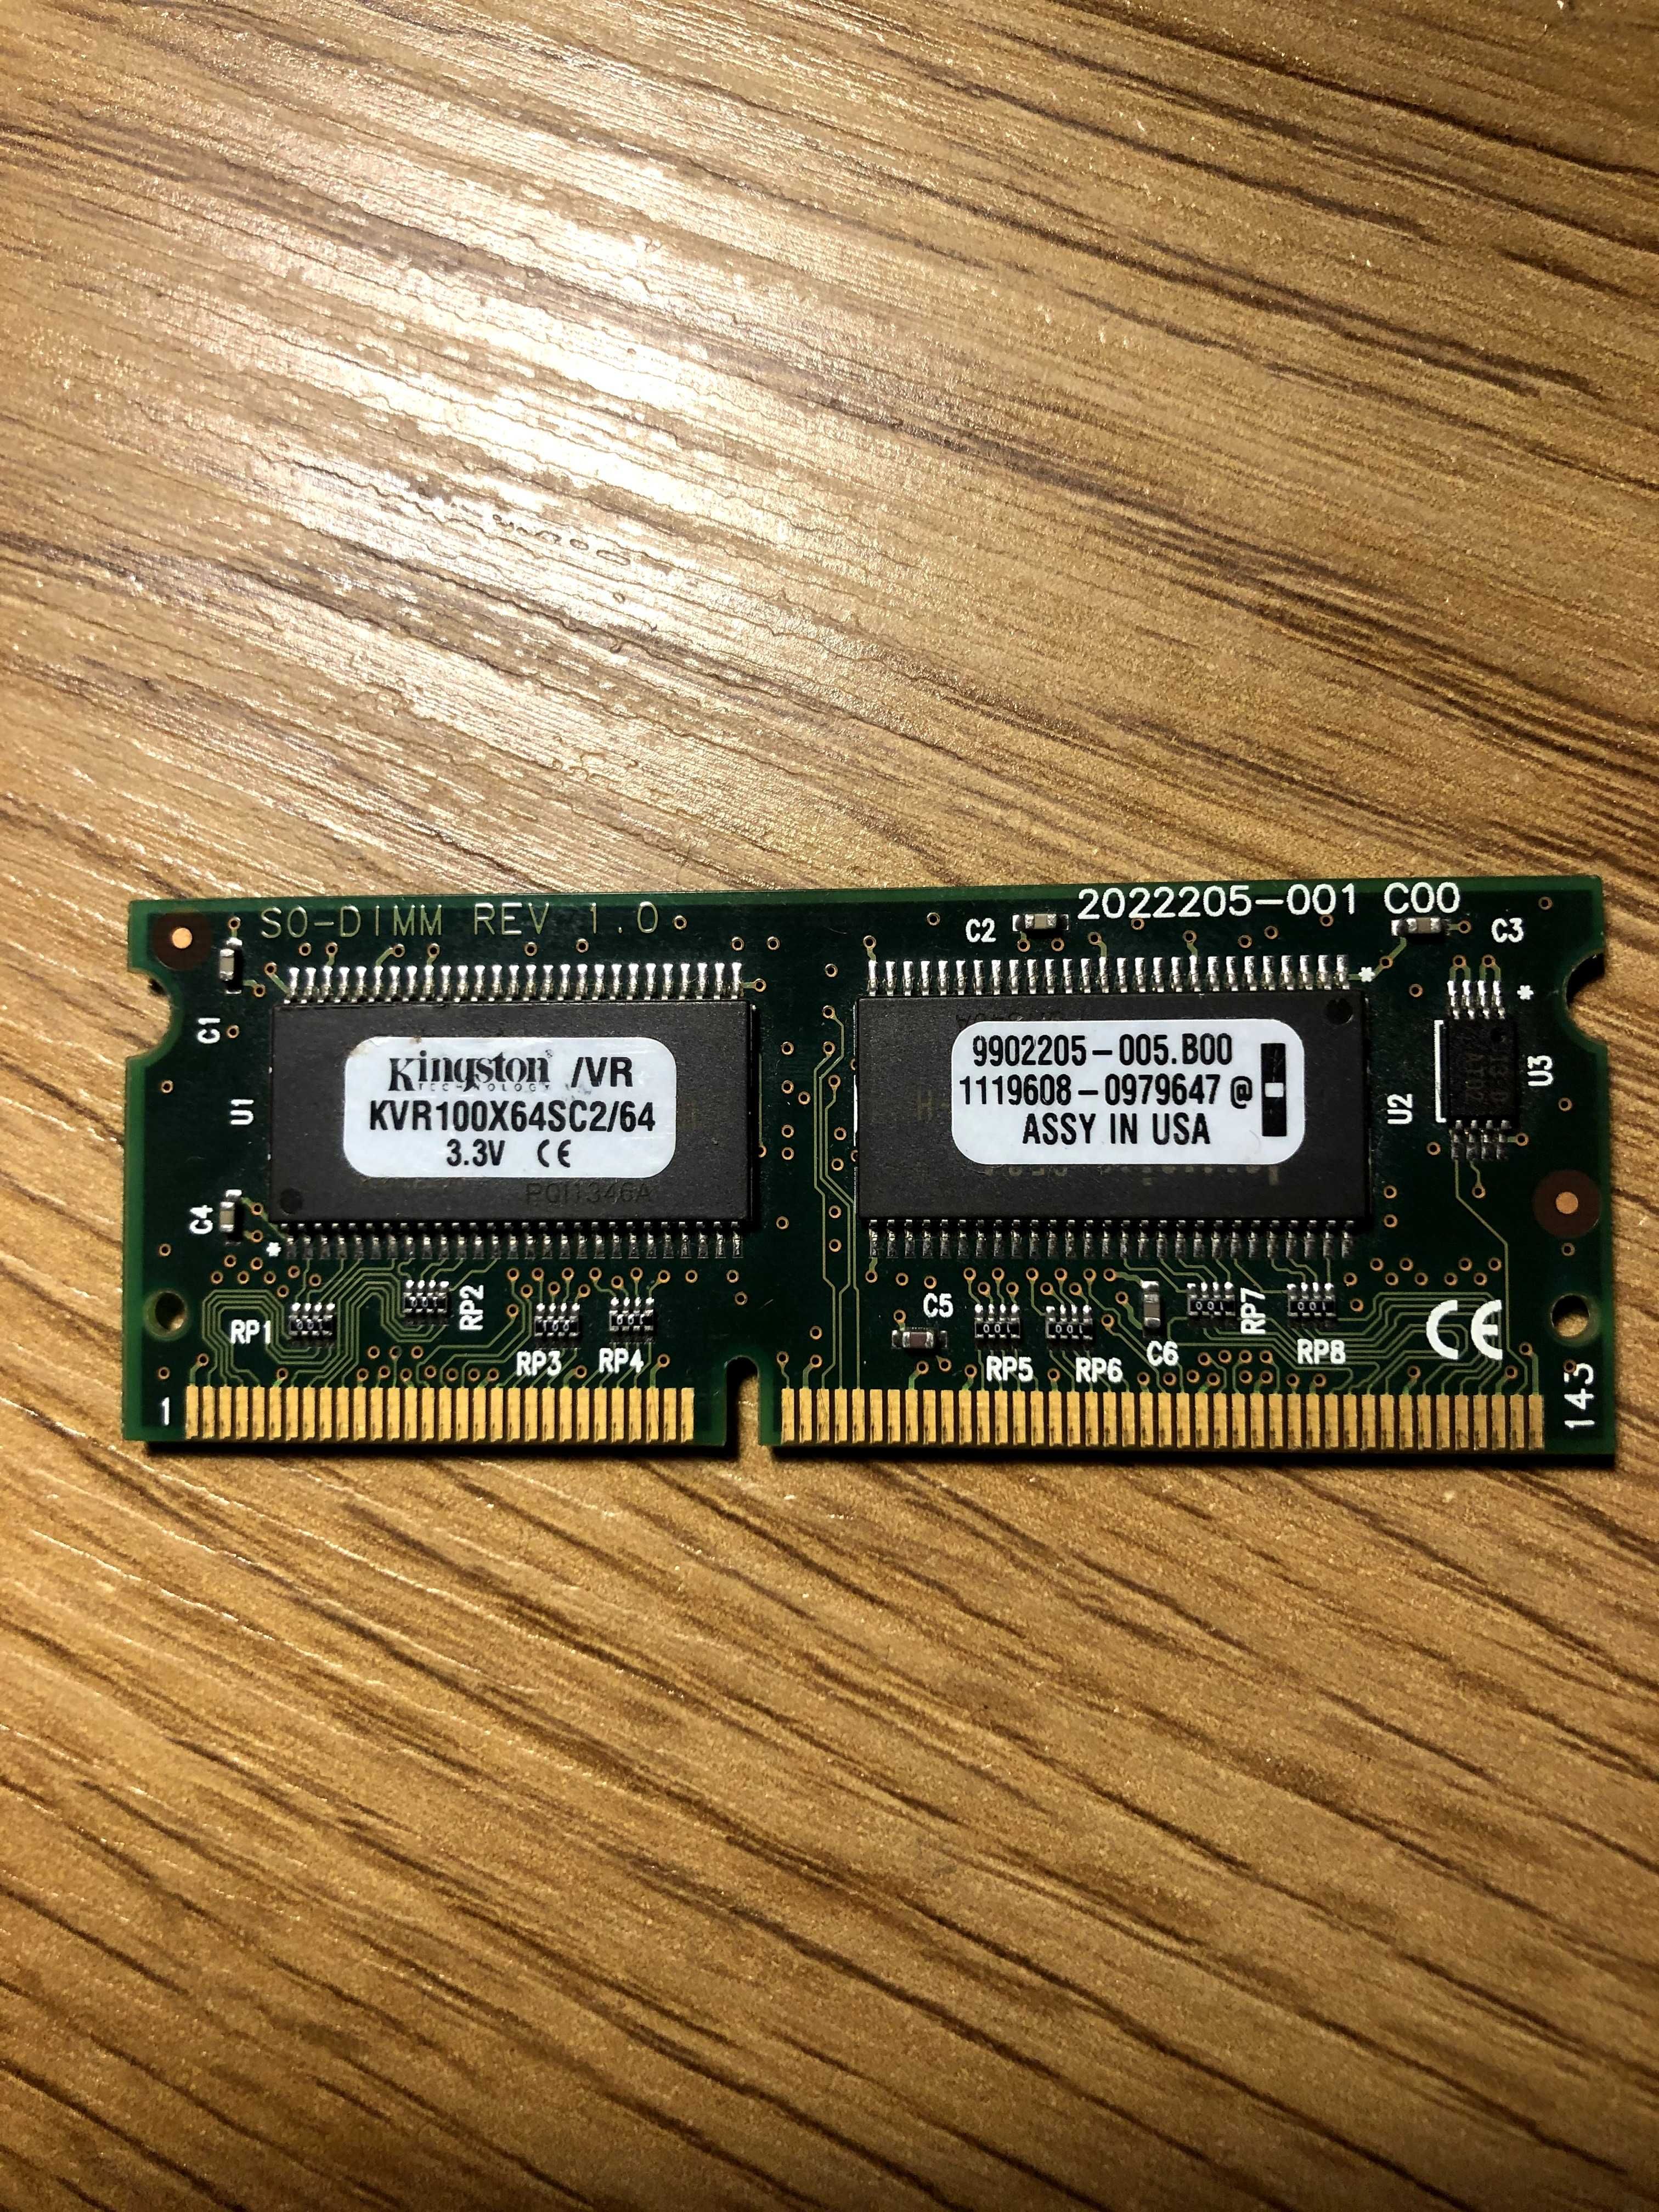 SO-DIMM REV 1.0
2022205-001 C00
C2
C3
C1
U1
C4
Kingston /VR
TECHNOLOGY
KVR100X64SC2/64
3.3V CE
PQI1346A
9902205-005.B00
1119608-0979647 @
ASSY IN USA
U2
U3
RP1
RP2
RP3
RP4
C5
RP5
RP6
C6
RP7
RP8
CE
1
143